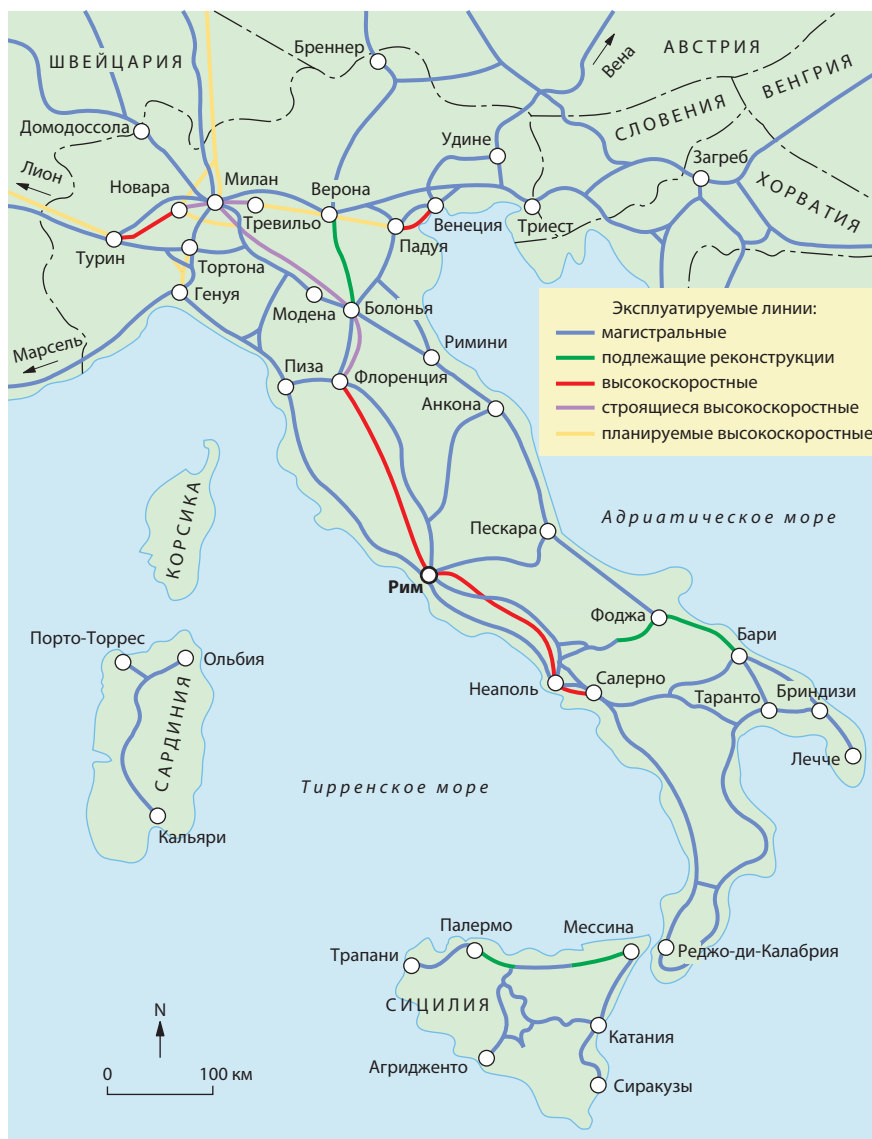 Бреннер
АВСТРИЯ
ШВЕЙЦАРИЯ
Вена
ВЕНГРИЯ
СЛОВЕНИЯ
Домодоссола
Удине
Загреб
Лион
Новара
Милан
Верона
ХОРВАТИЯ
Тревильо
Венеция
Триест
Турин
Падуя
Тортона
Генуя
Модена
Болонья
Эксплуатируемые линии:
магистральные
подлежащие реконструкции
высокоскоростные
строящиеся высокоскоростные
планируемые высокоскоростные
Марсель
Римини
Пиза
Флоренция
Анкона
КОРСИКА
Адриатическое море
Пескара
Рим
Фоджа
Бари
Порто-Торрес
Ольбия
Неаполь
Салерно
Таранто
Бриндизи
САРДИНИЯ
Лечче
Тирренское море
Кальяри
Палермо
Мессина
Трапани
Реджо-ди-Калабрия
СИЦИЛИЯ
N
Катания
Агридженто
0 100 км
Сиракузы